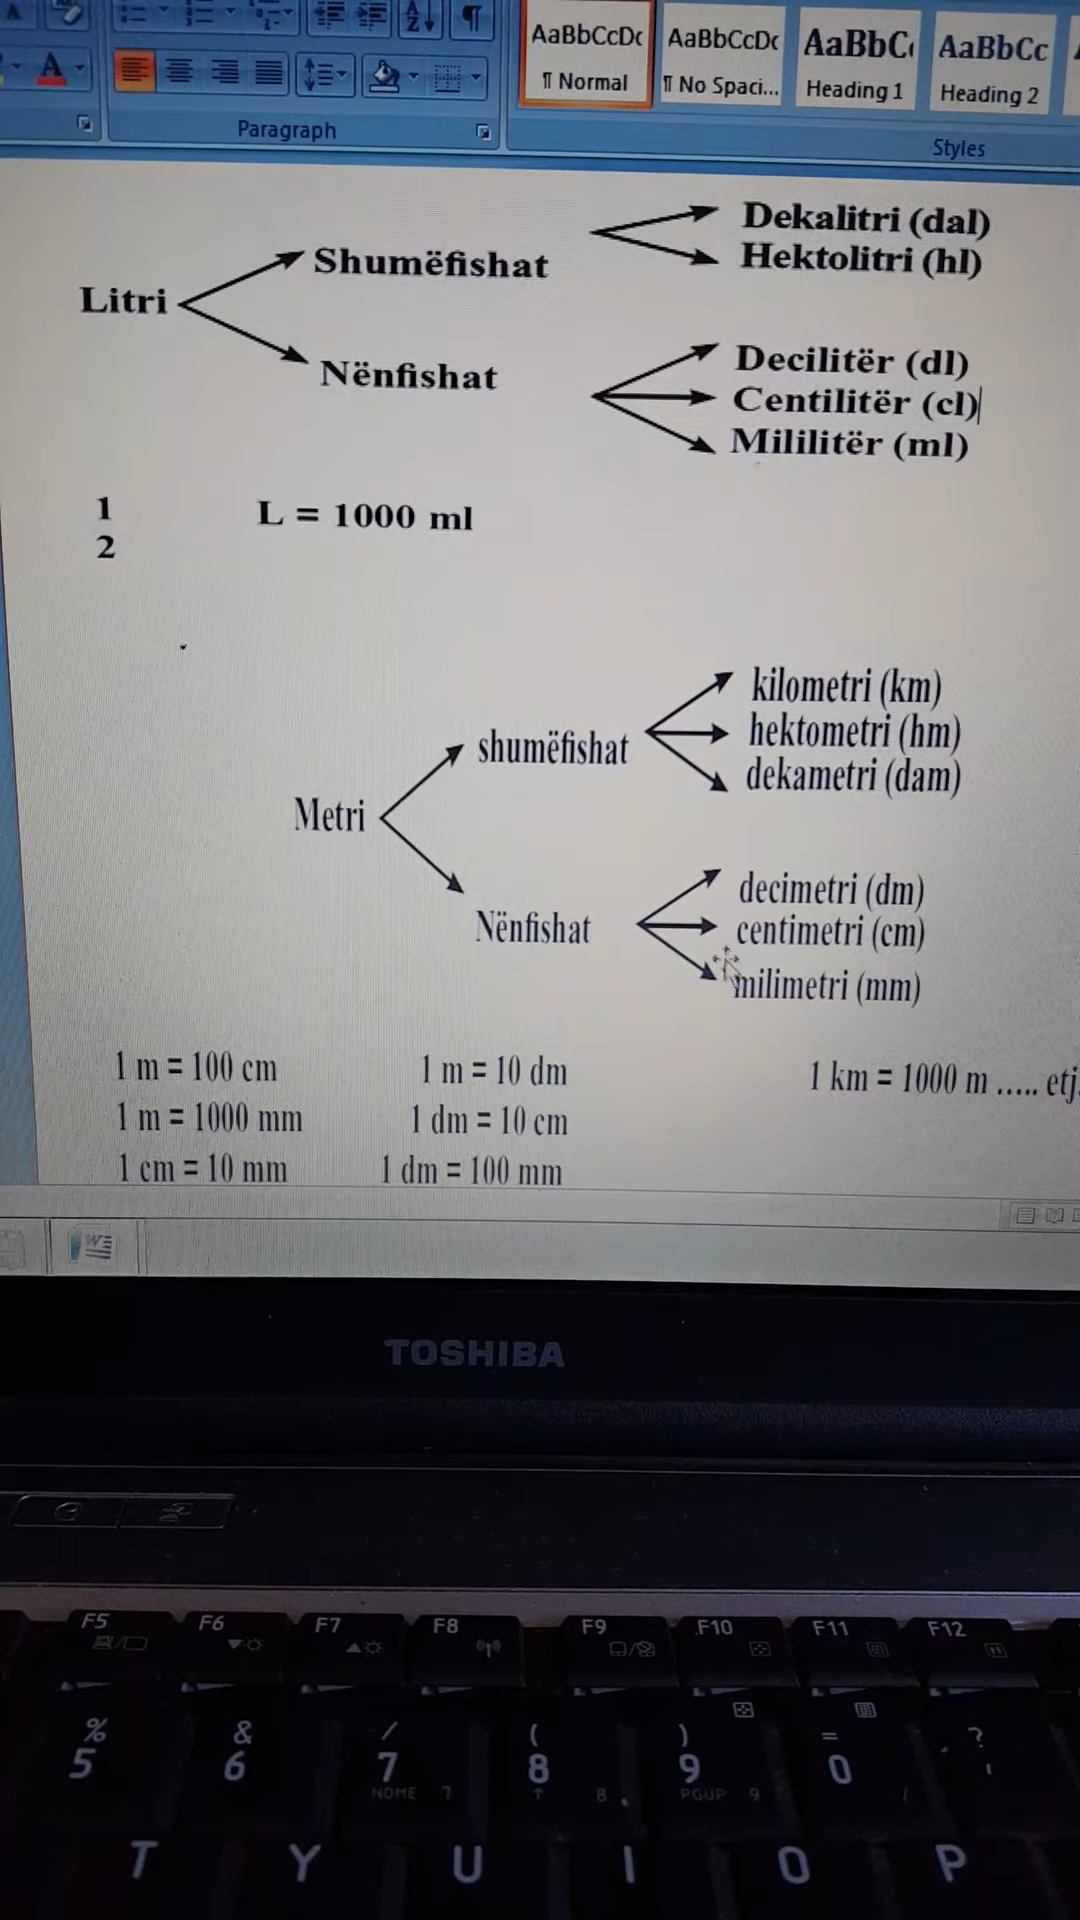 AaBbCcDc AaBbCcDc AaBbC AaBbCc
¶ Normal ¶ No Spaci... Heading 1 Heading 2
Paragraph
Styles
Litri
Shumëfishat
Dekalitri (dal)
Hektolitri (hl)
Nënfishat
Decilitër (dl)
Centilitër (cl)
Mililitër (ml)
1 L = 1000 ml
2
Metri
shumëfishat
kilometri (km)
hektometri (hm)
dekametri (dam)
Nënfishat
decimetri (dm)
centimetri (cm)
milimetri (mm)
1 m = 100 cm 1 m = 10 dm 1 km = 1000 m ..... etj.
1 m = 1000 mm 1 dm = 10 cm
1 cm = 10 mm 1 dm = 100 mm
TOSHIBA
F5 F6 F7 F8 F9 F10 F11 F12
% & / ( ) = ?
5 6 7 8 9 0 '
HOME 7 8 PGUP 9 /
T Y U I O P